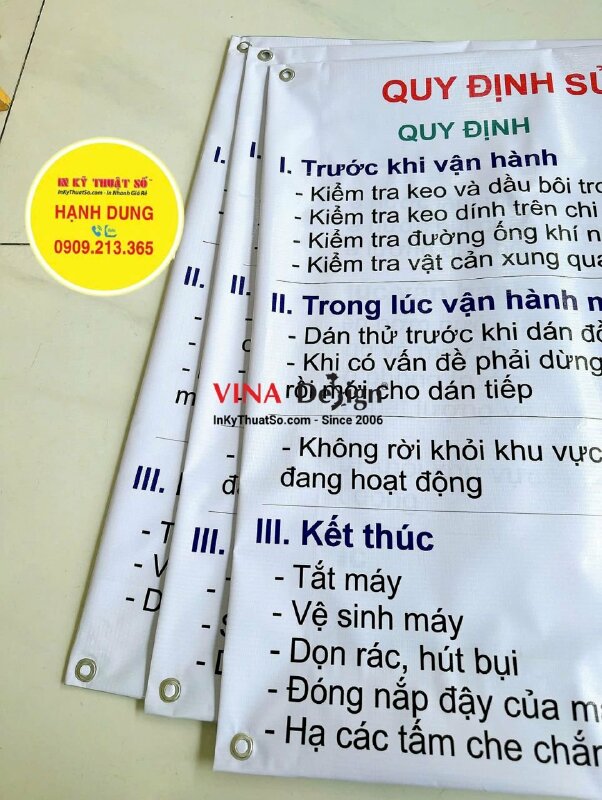 QUY ĐỊNH SỬ
QUY ĐỊNH
I. Trước khi vận hành
- Kiểm tra keo và dầu bôi
- Kiểm tra keo dính trên
- Kiểm tra đường ống khí
- Kiểm tra vật cản xung
II. Trong lúc vận hành
- Dán thử trước khi dán
- Khi có vấn đề phải dừng
rồi mới cho dán tiếp
- Không rời khỏi khu vực
đang hoạt động
III. Kết thúc
- Tắt máy
- Vệ sinh máy
- Dọn rác, hút bụi
- Đóng nắp đậy của
- Hạ các tấm che chắn
I.
II.
III.
I.
II.
III.
IN KỸ THUẬT SỐ
InKyThuatSo.com - In Nhanh Giá Rẻ
HẠNH DUNG
0909.213.365
VINA Design
InKyThuatSo.com - Since 2006